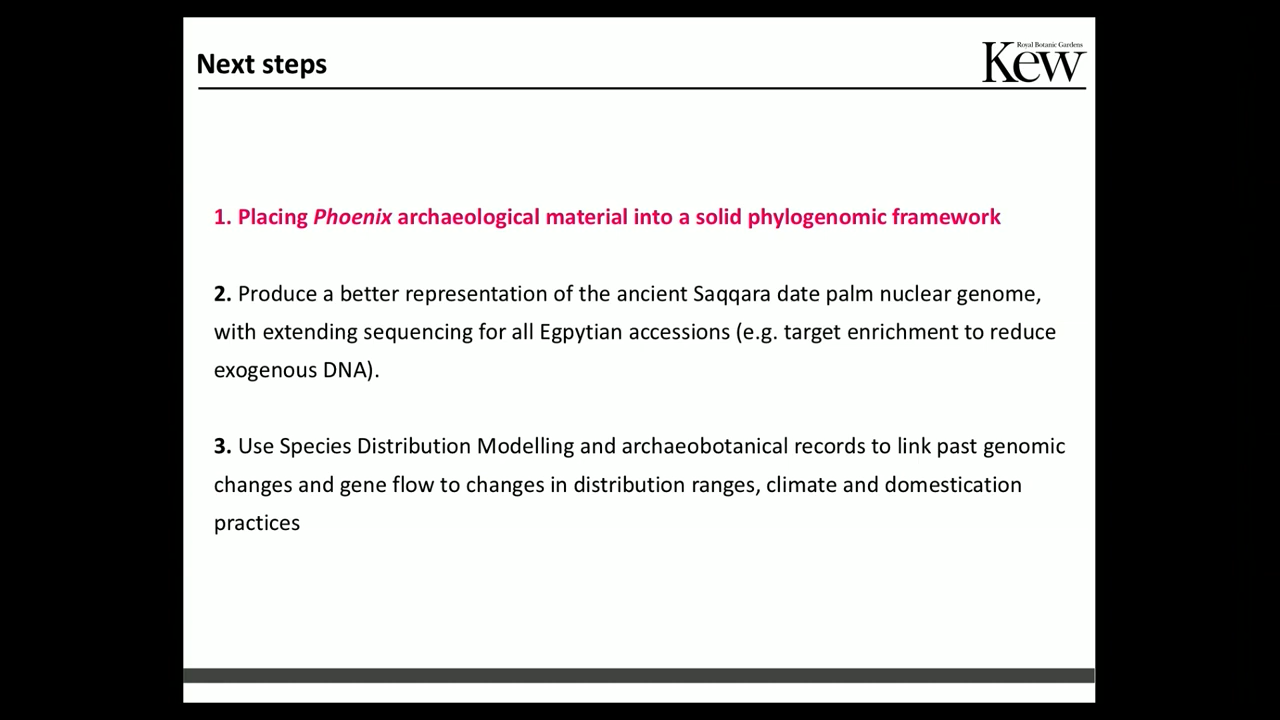 Next steps
Royal Botanic Gardens
Kew
1. Placing Phoenix archaeological material into a solid phylogenomic framework
2. Produce a better representation of the ancient Saqqara date palm nuclear genome,
with extending sequencing for all Egpytian accessions (e.g. target enrichment to reduce
exogenous DNA).
3. Use Species Distribution Modelling and archaeobotanical records to link past genomic
changes and gene flow to changes in distribution ranges, climate and domestication
practices